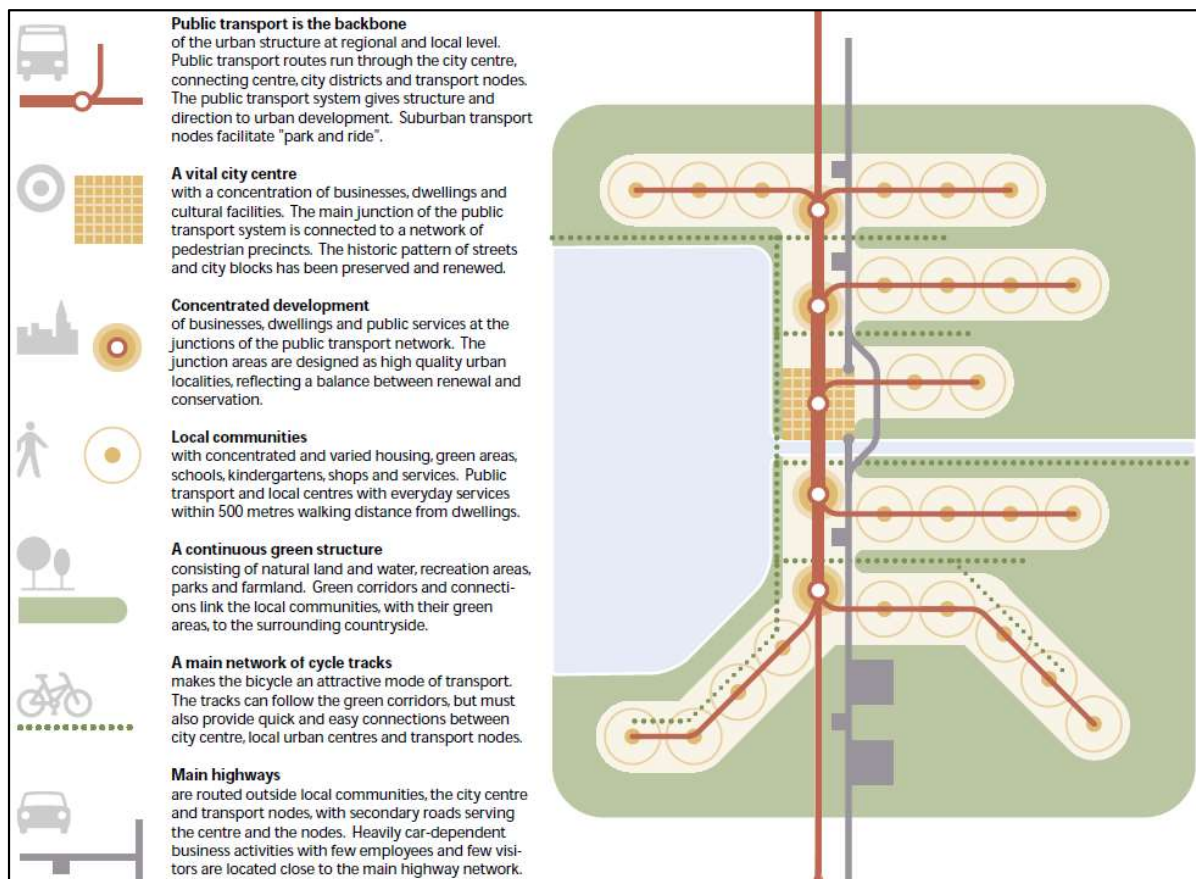 Public transport is the backbone
of the urban structure at regional and local level.
Public transport routes run through the city centre,
connecting centre, city districts and transport nodes.
The public transport system gives structure and
direction to urban development. Suburban transport
nodes facilitate "park and ride".
A vital city centre
with a concentration of businesses, dwellings and
cultural facilities. The main junction of the public
transport system is connected to a network of
pedestrian precincts. The historic pattern of streets
and city blocks has been preserved and renewed.
Concentrated development
of businesses, dwellings and public services at the
junctions of the public transport network. The
junction areas are designed as high quality urban
localities, reflecting a balance between renewal and
conservation.
Local communities
with concentrated and varied housing, green areas,
schools, kindergartens, shops and services. Public
transport and local centres with everyday services
within 500 metres walking distance from dwellings.
A continuous green structure
consisting of natural land and water, recreation areas,
parks and farmland. Green corridors and connecti-
ons link the local communities, with their green
areas, to the surrounding countryside.
A main network of cycle tracks
makes the bicycle an attractive mode of transport.
The tracks can follow the green corridors, but must
also provide quick and easy connections between
city centre, local urban centres and transport nodes.
Main highways
are routed outside local communities, the city centre
and transport nodes, with secondary roads serving
the centre and the nodes. Heavily car-dependent
business activities with few employees and few visi-
tors are located close to the main highway network.